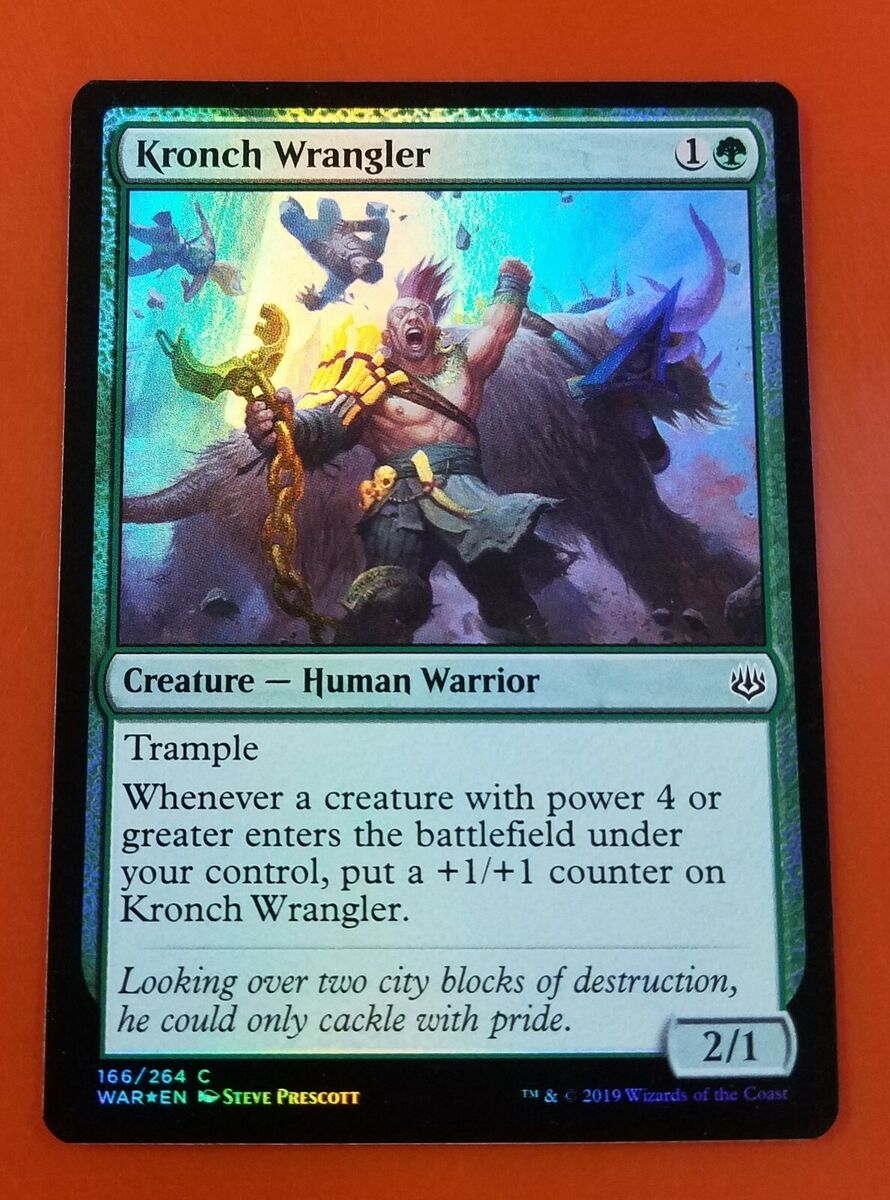 Kronch Wrangler 1
Creature — Human Warrior
Trample
Whenever a creature with power 4 or
greater enters the battlefield under
your control, put a +1/+1 counter on
Kronch Wrangler.
Looking over two city blocks of destruction,
he could only cackle with pride.
2/1
166/264 C
WAR★EN STEVE PRESCOTT
™ & © 2019 Wizards of the Coast